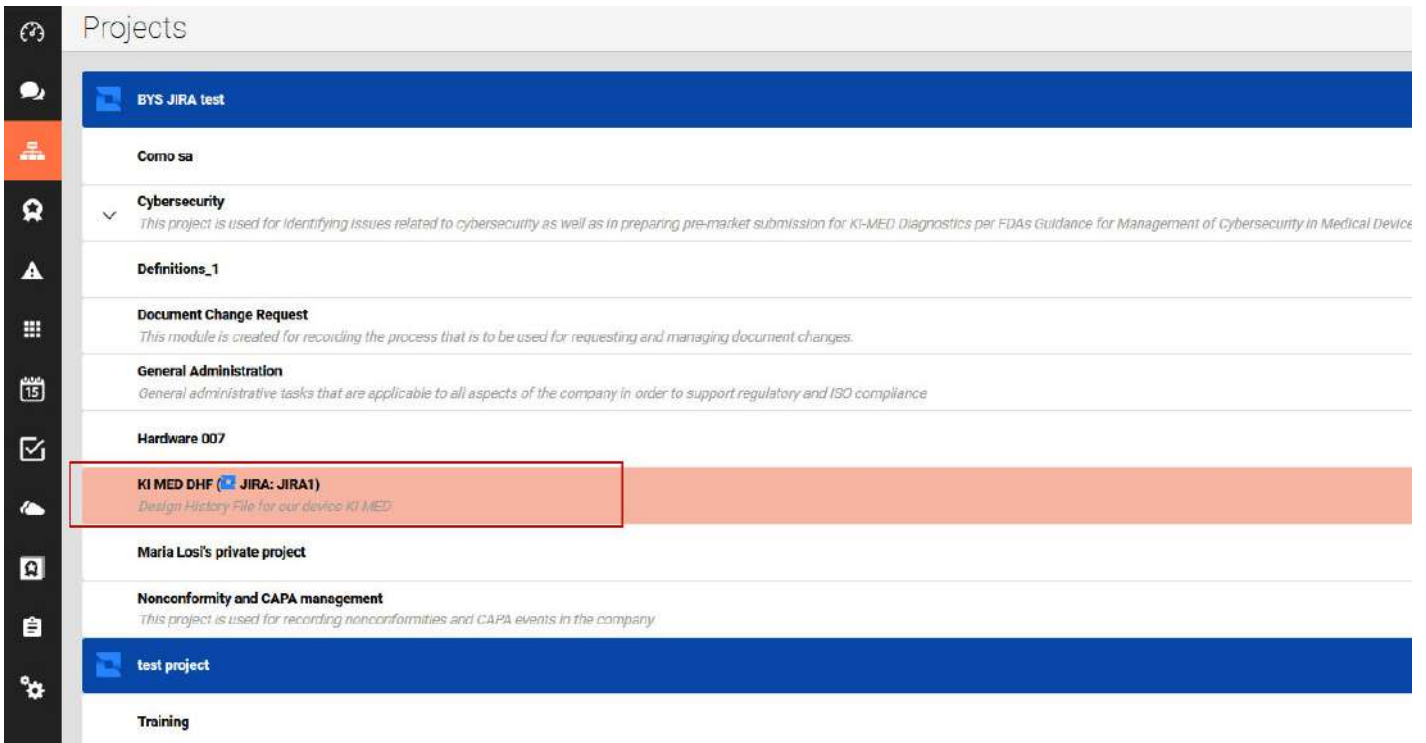 Projects
BYS JIRA test
Como sa
Cybersecurity
This project is used for identifying issues related to cybersecurity as well as in preparing pre-market submission for KI-MED Diagnostics per FDAs Guidance for Management of Cybersecurity in Medical Device
Definitions_1
Document Change Request
This module is created for recording the process that is to be used for requesting and managing document changes.
General Administration
General administrative tasks that are applicable to all aspects of the company in order to support regulatory and ISO compliance
15
Hardware 007
KI MED DHF ( JIRA: JIRA1)
Design History File for our device KI MED
Maria Losi's private project
Nonconformity and CAPA management
This project is used for recording nonconformities and CAPA events in the company
test project
Training